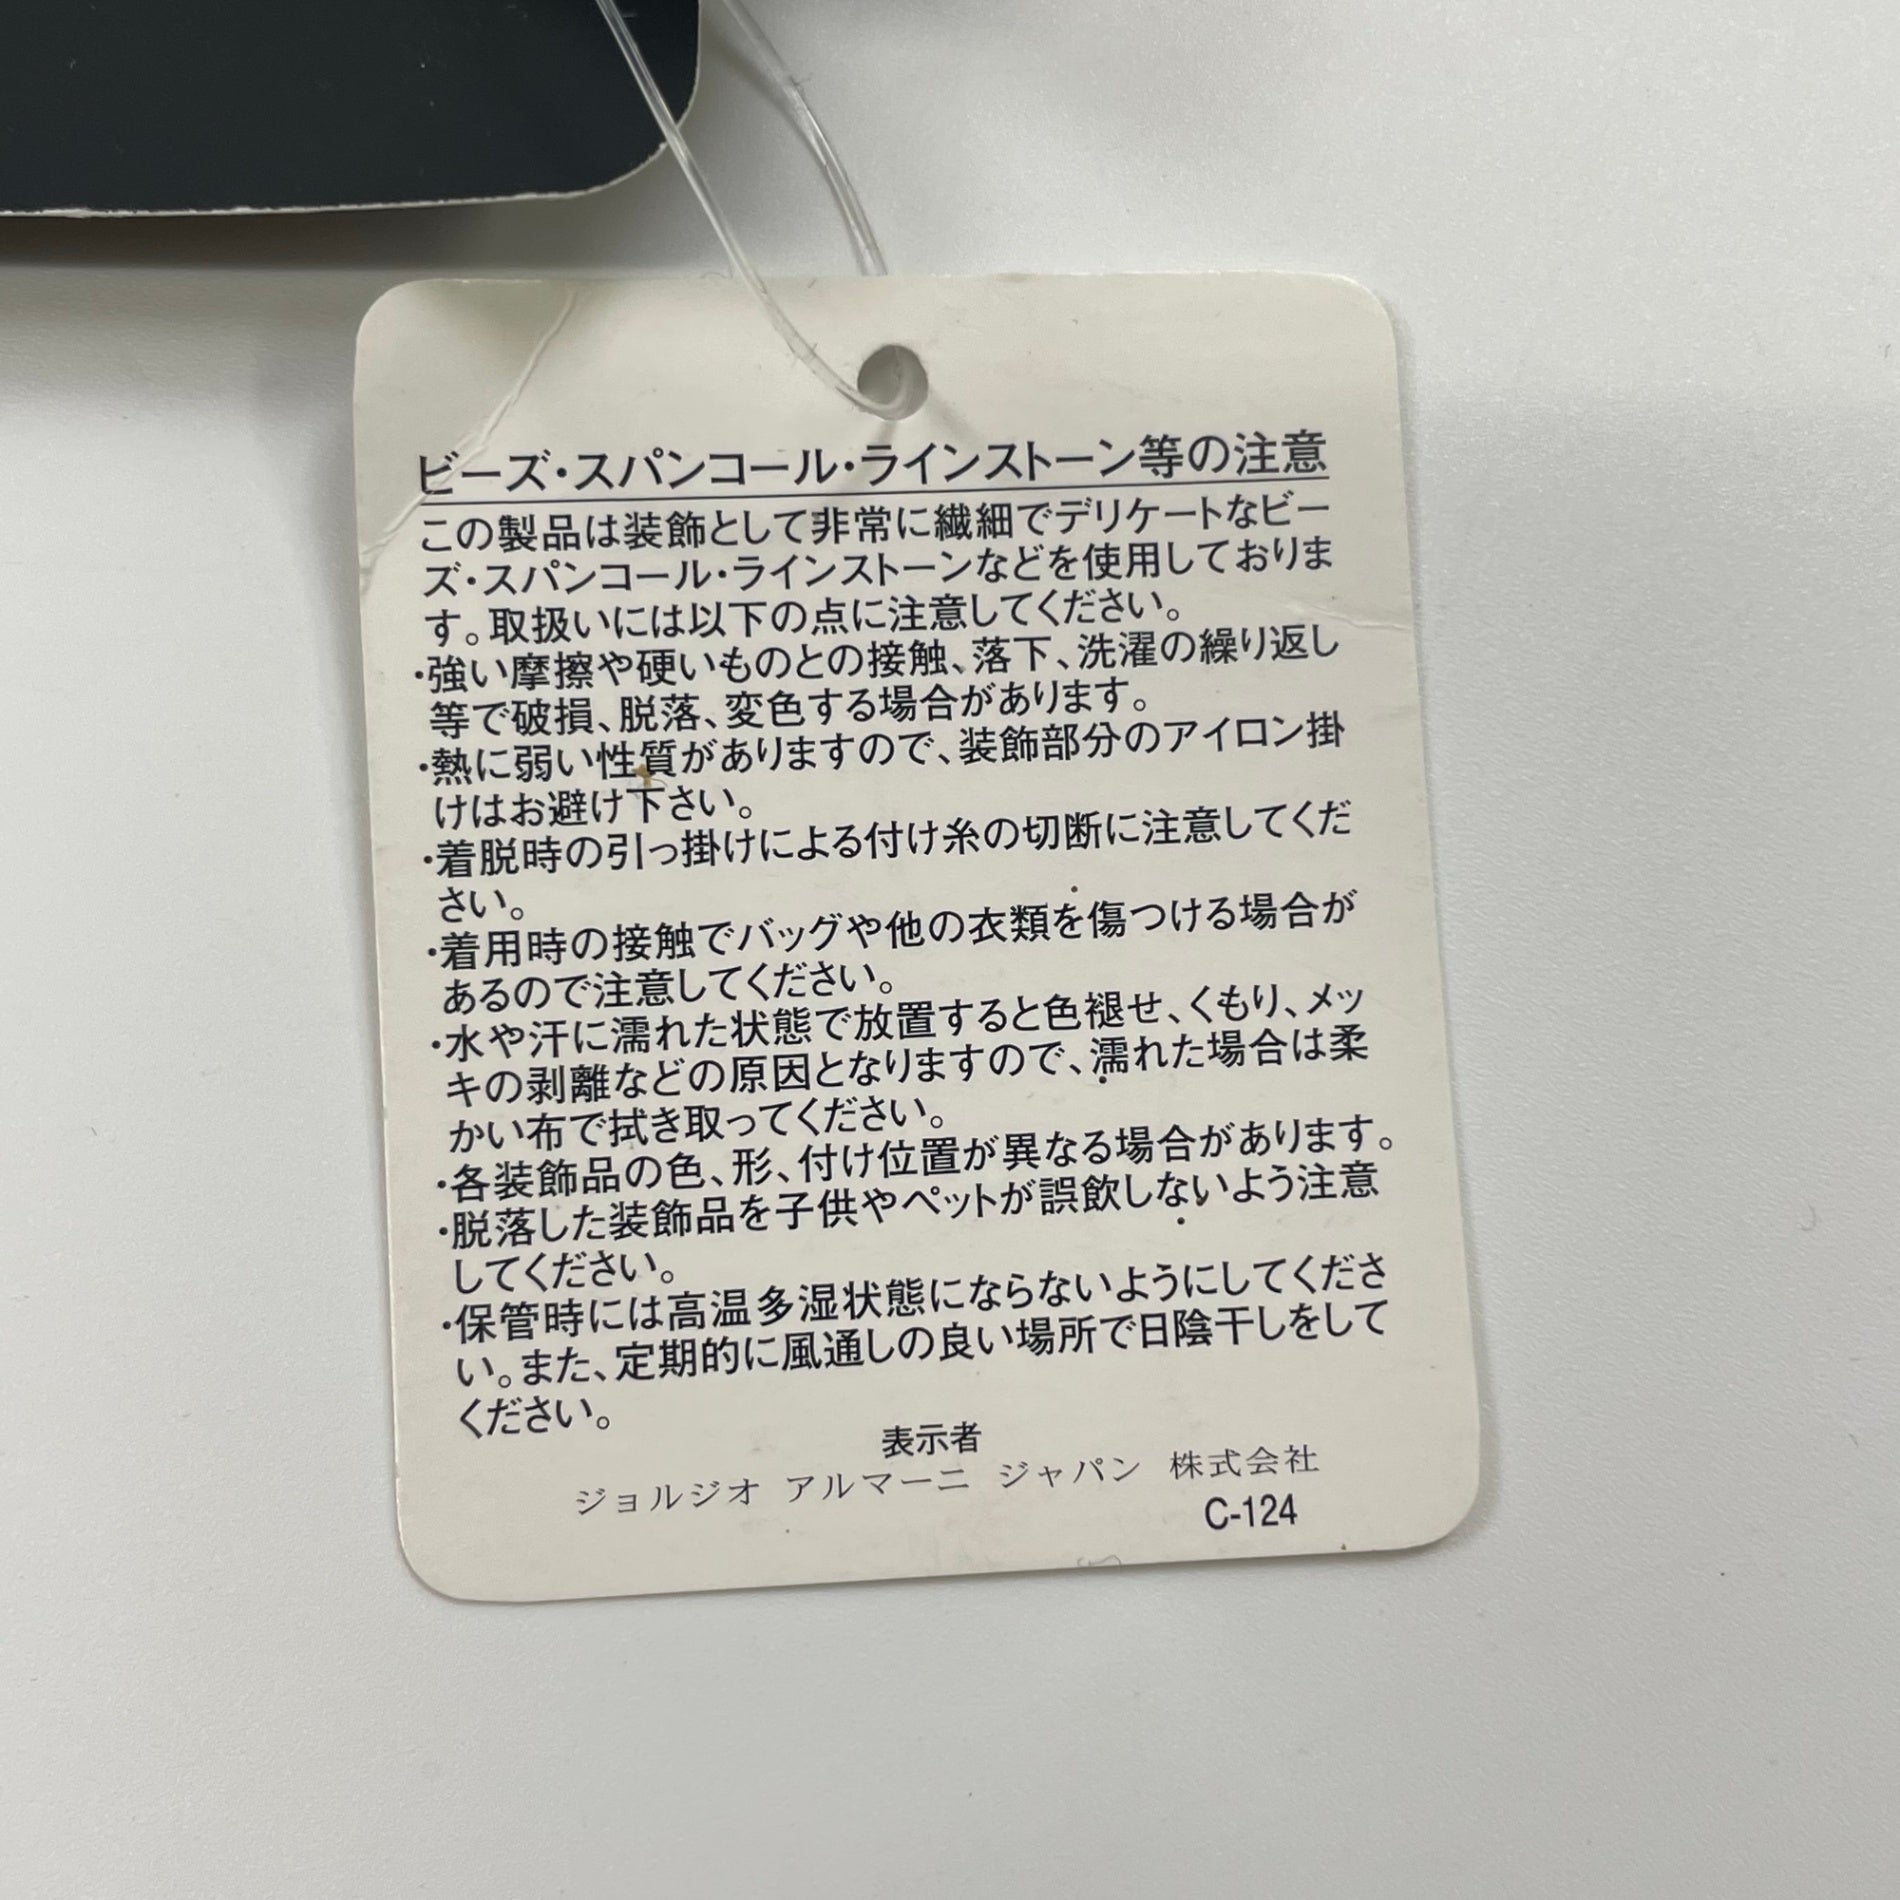 ビーズ・スパンコール・ラインストーン等の注意
この製品は装飾として非常に繊細でデリケートなビー
ズ・スパンコール・ラインストーンなどを使用しておりま
す。取扱いには以下の点に注意してください。
・強い摩擦や硬いものとの接触、落下、洗濯の繰り返し
等で破損、脱落、変色する場合があります。
・熱に弱い性質がありますので、装飾部分のアイロン掛
けはお避け下さい。
・着脱時の引っ掛けによる付け糸の切断に注意してくだ
さい。
・着用時の接触でバッグや他の衣類を傷つける場合が
あるので注意してください。
・水や汗に濡れた状態で放置すると色褪せ、くもり、メッ
キの剥離などの原因となりますので、濡れた場合は柔
かい布で拭き取ってください。
・各装飾品の色、形、付け位置が異なる場合があります。
・脱落した装飾品を子供やペットが誤飲しないよう注意
してください。
・保管時には高温多湿状態にならないようにしてくださ
い。また、定期的に風通しの良い場所で日陰干しをして
ください。
表示者
ジョルジオ アルマーニ ジャパン 株式会社
C-124